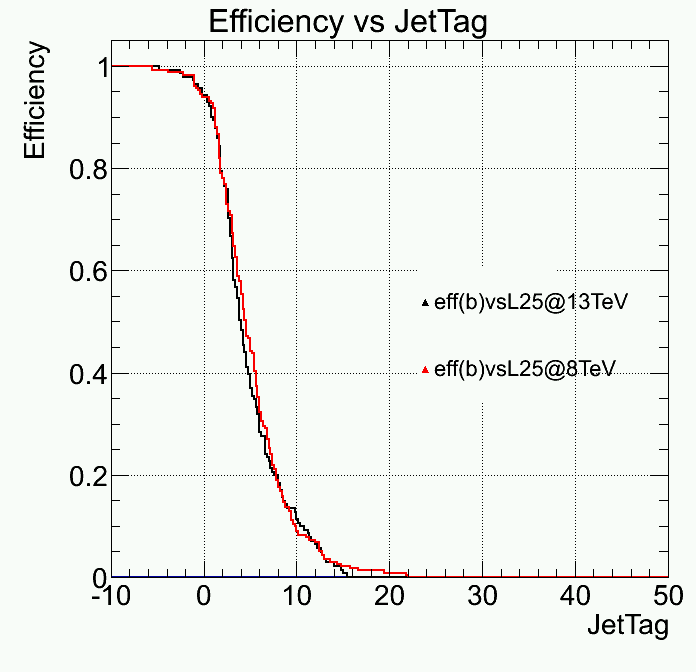 Efficiency vs JetTag
Efficiency
1
0.8
0.6
0.4
0.2
0
eff(b)vsL25@13TeV
eff(b)vsL25@8TeV
-10 0 10 20 30 40 50
JetTag